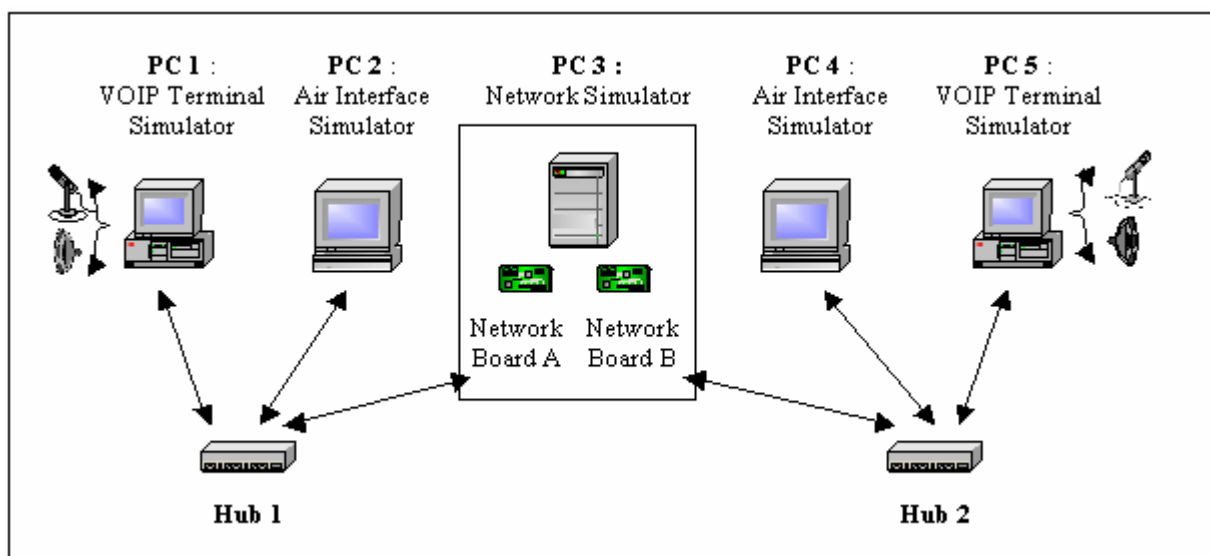 PC 1 :
VOIP Terminal
Simulator
PC 2 :
Air Interface
Simulator
PC 3 :
Network Simulator
PC 4 :
Air Interface
Simulator
PC 5 :
VOIP Terminal
Simulator
Network
Board A
Network
Board B
Hub 1
Hub 2